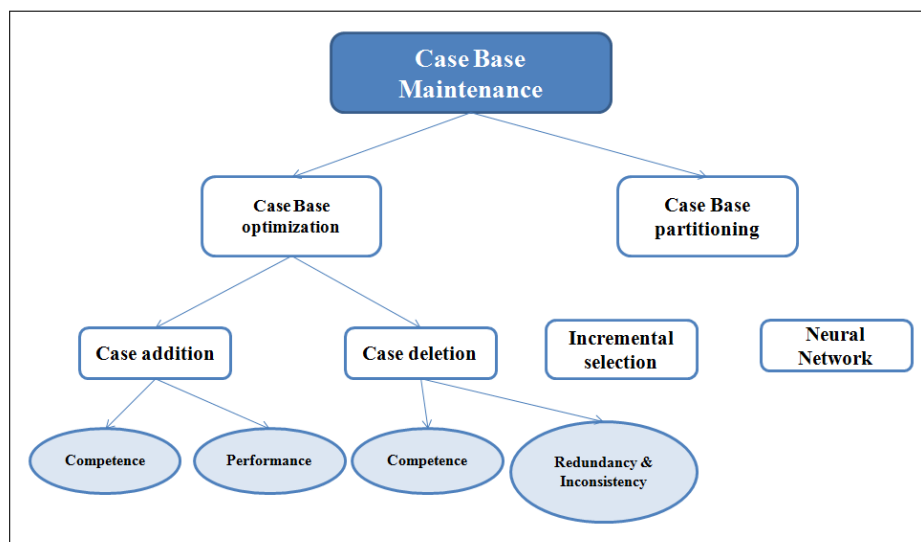 Case Base
Maintenance
Case Base
optimization
Case Base
partitioning
Case addition
Case deletion
Incremental
selection
Neural
Network
Competence
Performance
Competence
Redundancy &
Inconsistency